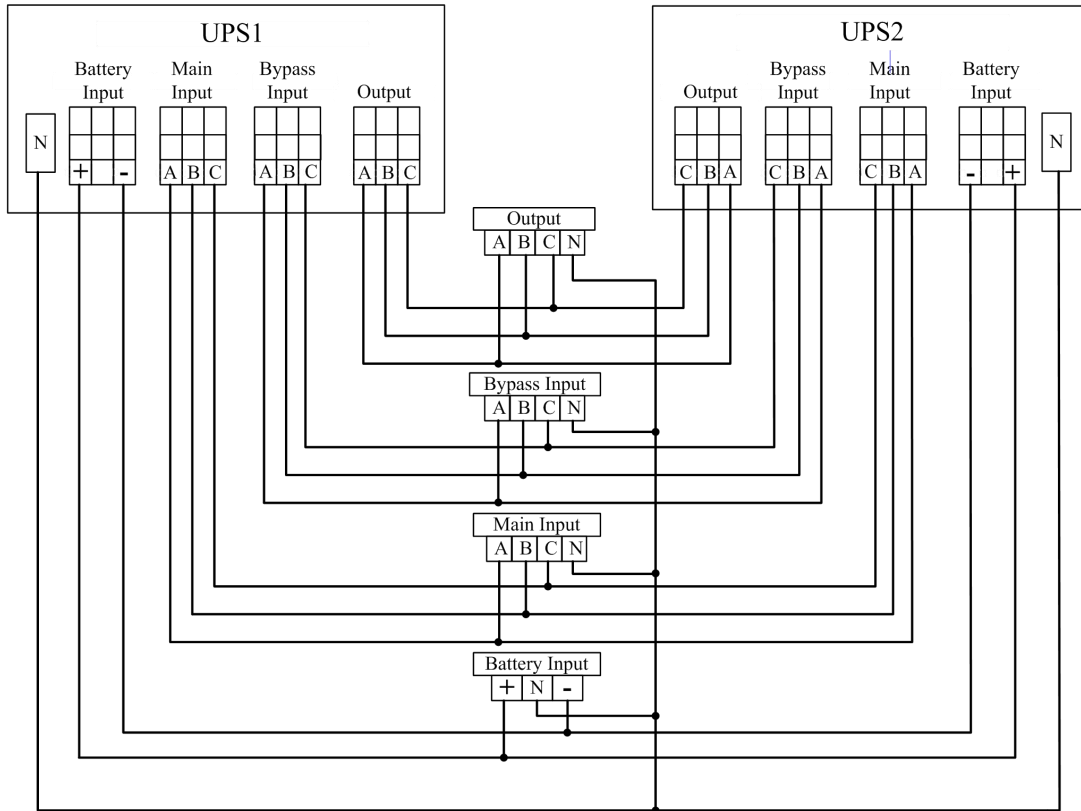 UPS1
Battery Input
Main Input
Bypass Input
Output
N
+ -
A B C
A B C
A B C
UPS2
Output
Bypass Input
Main Input
Battery Input
C B A
C B A
C B A
- +
N
Output
A B C N
Bypass Input
A B C N
Main Input
A B C N
Battery Input
+ N -